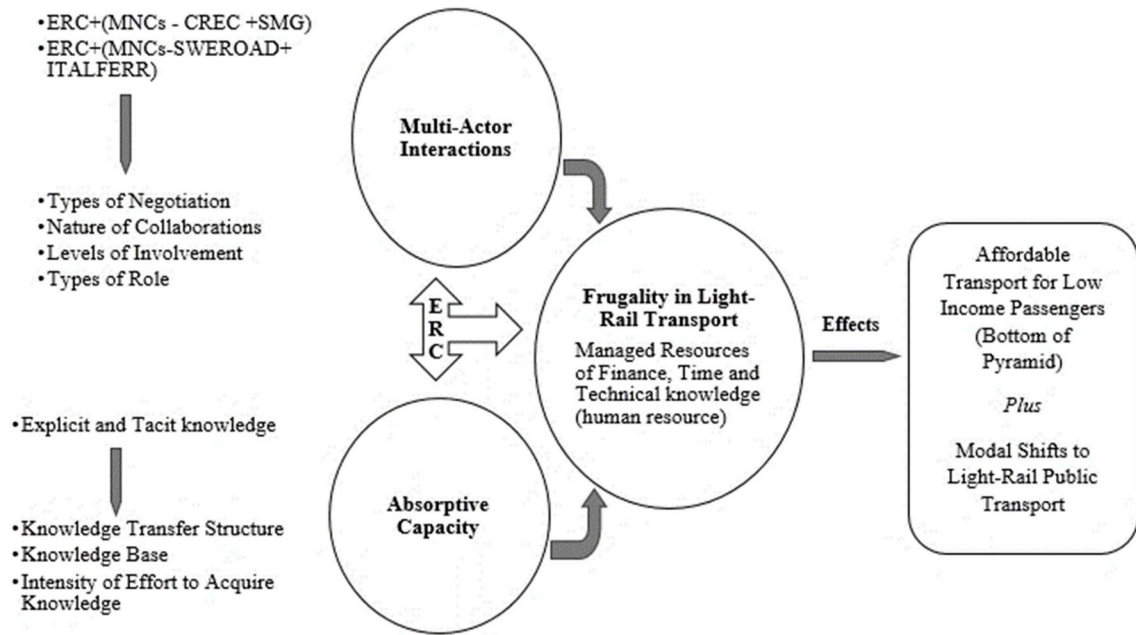 •ERC+(MNCs - CREC +SMG)
•ERC+(MNCs-SWEROAD+
ITALFERR)
•Types of Negotiation
•Nature of Collaborations
•Levels of Involvement
•Types of Role
•Explicit and Tacit knowledge
•Knowledge Transfer Structure
•Knowledge Base
•Intensity of Effort to Acquire
Knowledge
Multi-Actor
Interactions
E
R
C
Absorptive
Capacity
Frugality in Light-
Rail Transport
Managed Resources
of Finance, Time and
Technical knowledge
(human resource)
Effects
Affordable
Transport for Low
Income Passengers
(Bottom of
Pyramid)
Plus
Modal Shifts to
Light-Rail Public
Transport